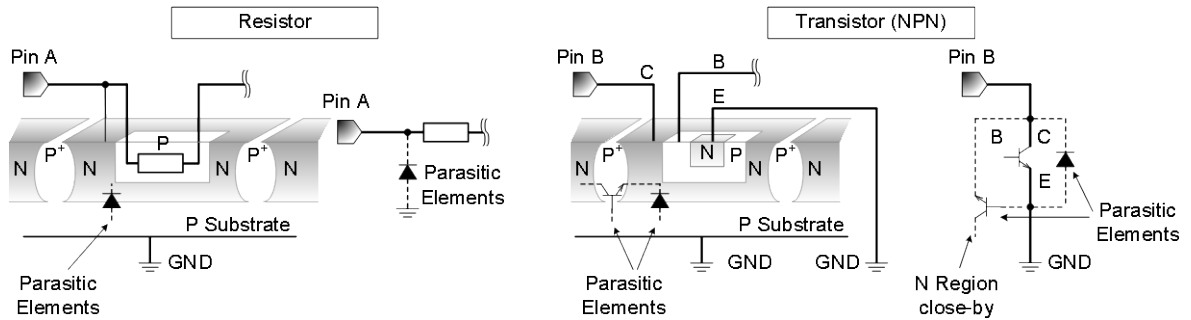 Resistor
Transistor (NPN)
Pin A
Pin A
N
P+
N
P
P+
N
N
Parasitic
Elements
P Substrate
GND
Parasitic
Elements
Pin B
C
B
E
N
P+
N
N
P
P+
N
N
P Substrate
GND
GND
Parasitic
Elements
Pin B
B
C
E
Parasitic
Elements
GND
N Region
close-by